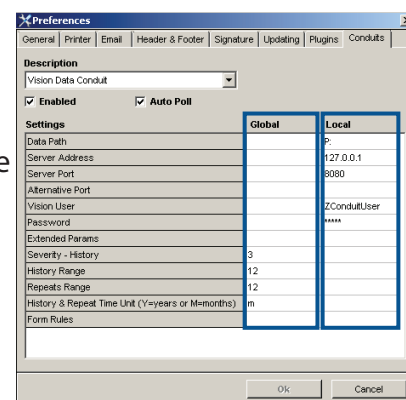 Preferences
General Printer Email Header & Footer Signature Updating Plugins Conduits
Description
Vision Data Conduit
Enabled Auto Poll
Settings Global Local
Data Path P:
Server Address 127.0.0.1
e
Server Port 8080
Alternative Port
Vision User ZConduitUser
Password *****
Extended Params
Severity - History 3
History Range 12
Repeats Range 12
History & Repeat Time Unit (Y=years or M=months) m
Form Rules
Ok Cancel